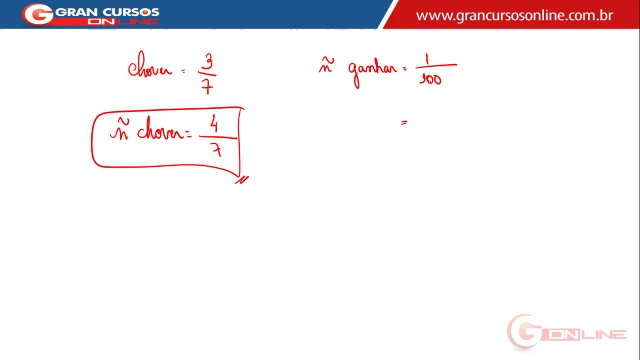 GRAN CURSOS
ONLINE
www.grancursosonline.com.br
chover = 3/7
ñ chover = 4/7
ñ ganhar = 1/100
=
G ONLINE